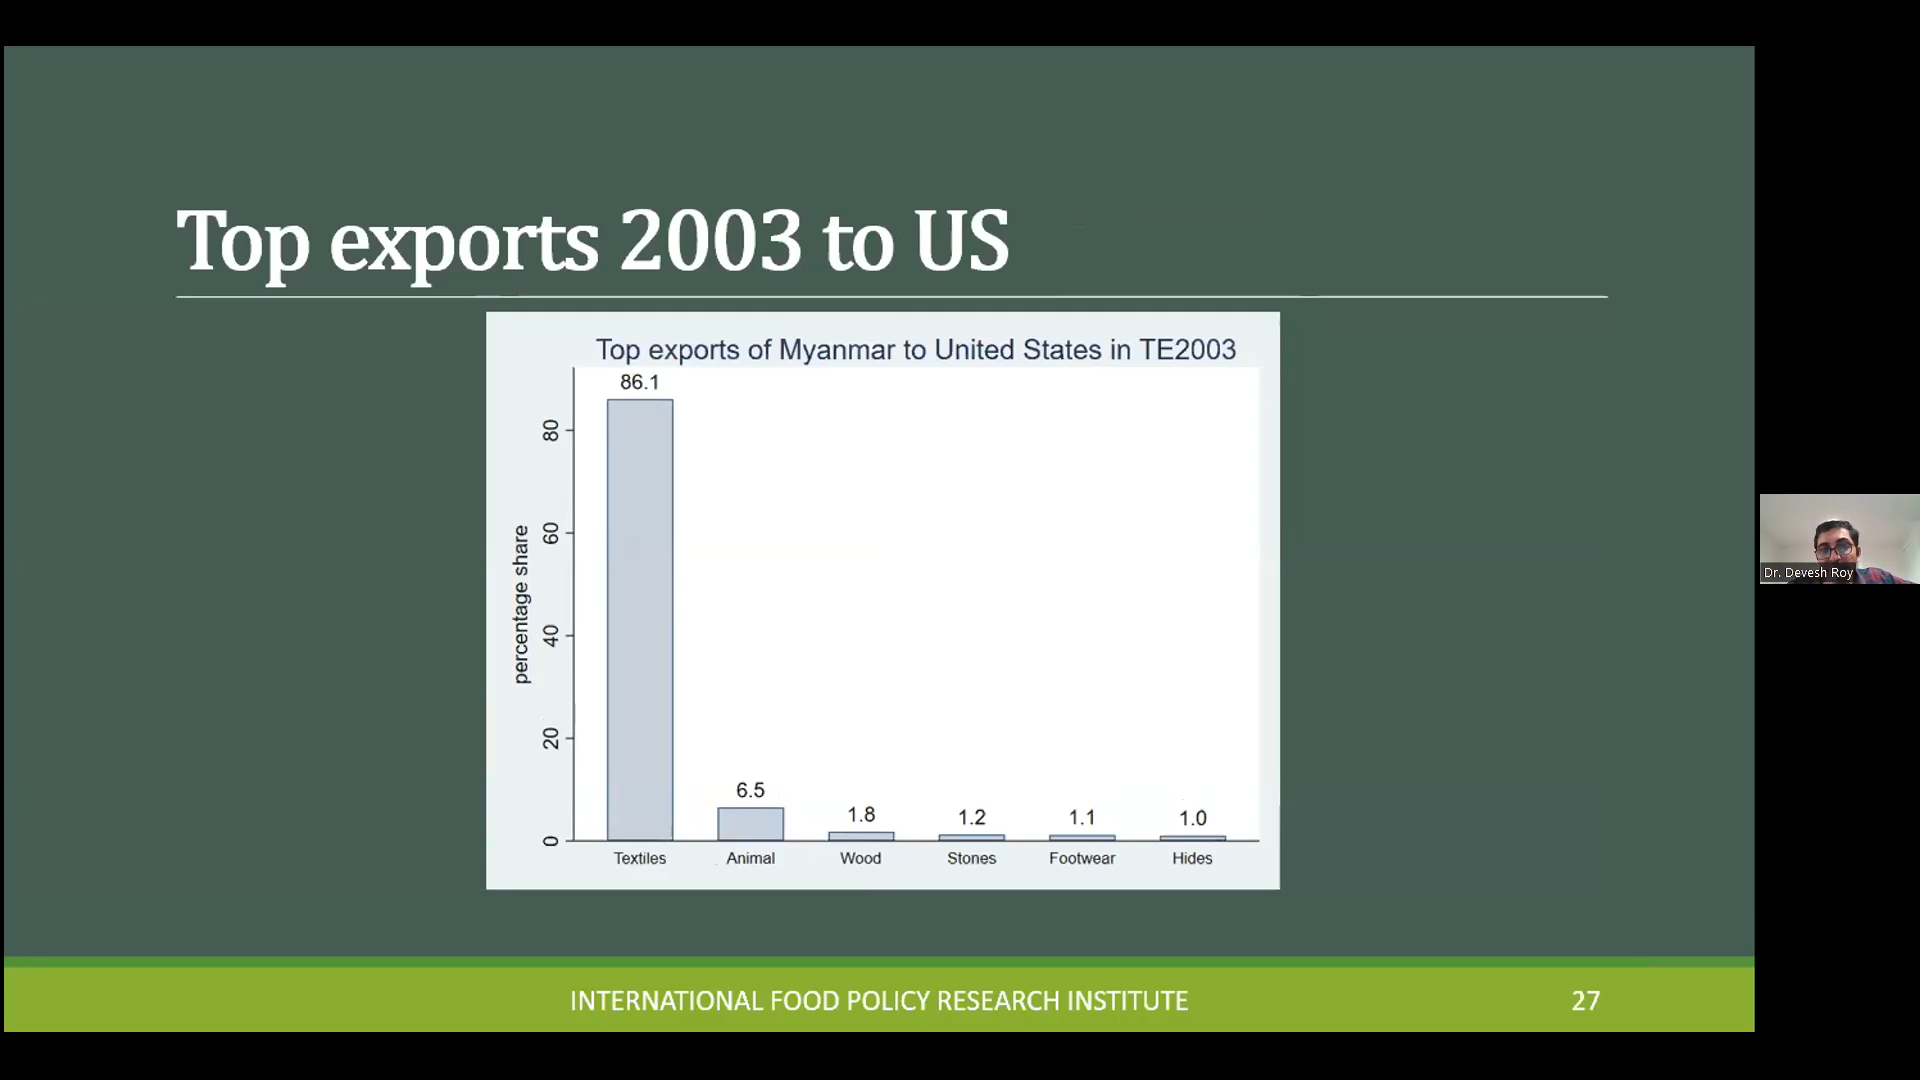 Top exports 2003 to US
Top exports of Myanmar to United States in TE2003
percentage share
80
60
40
20
0
86.1
6.5
1.8
1.2
1.1
1.0
Textiles
Animal
Wood
Stones
Footwear
Hides
Dr. Devesh Roy
INTERNATIONAL FOOD POLICY RESEARCH INSTITUTE
27